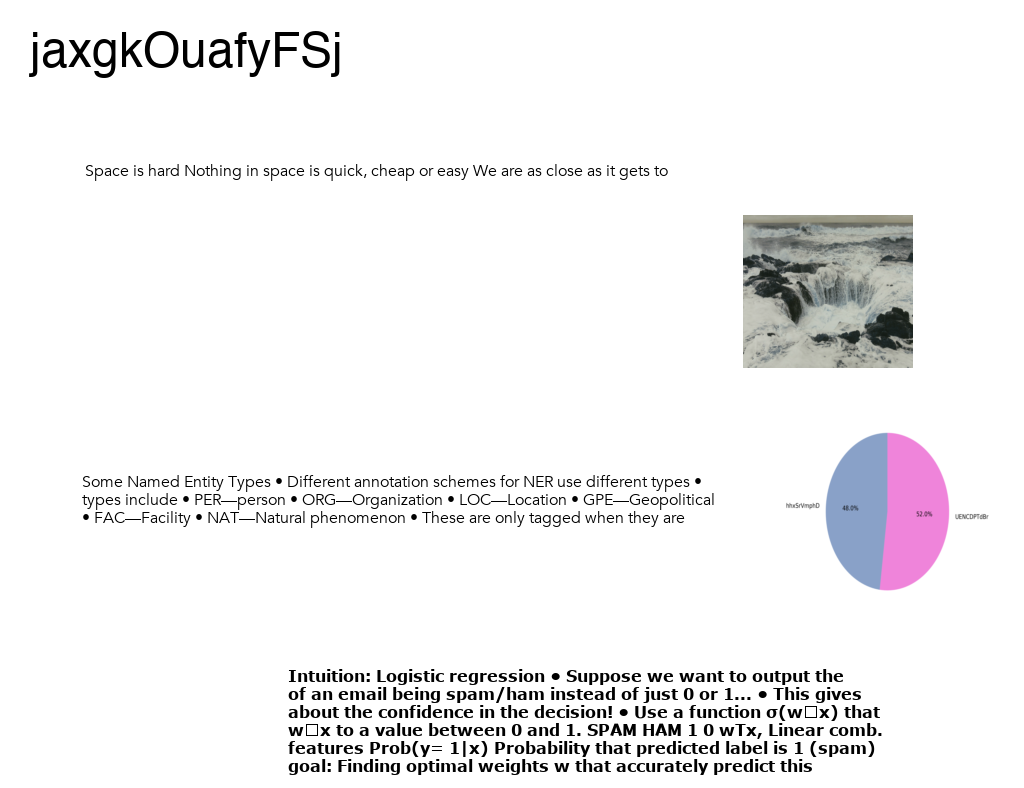 jaxgkOuafyFSj
Space is hard Nothing in space is quick, cheap or easy We are as close as it gets to
Some Named Entity Types • Different annotation schemes for NER use different types •
types include • PER—person • ORG—Organization • LOC—Location • GPE—Geopolitical
• FAC—Facility • NAT—Natural phenomenon • These are only tagged when they are
hhxSrVmphD
48.0%
52.0%
UENCDPTdBr
Intuition: Logistic regression • Suppose we want to output the
of an email being spam/ham instead of just 0 or 1... • This gives
about the confidence in the decision! • Use a function σ(w□x) that
w□x to a value between 0 and 1. SPAM HAM 1 0 wTx, Linear comb.
features Prob(y= 1|x) Probability that predicted label is 1 (spam)
goal: Finding optimal weights w that accurately predict this